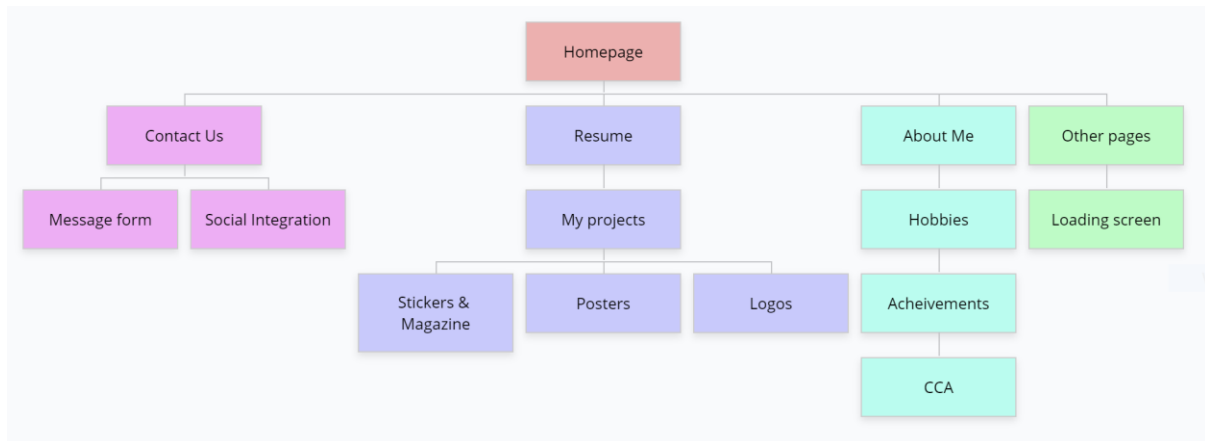 Homepage
Contact Us
Resume
About Me
Other pages
Message form
Social Integration
My projects
Hobbies
Loading screen
Stickers &
Magazine
Posters
Logos
Acheivements
CCA